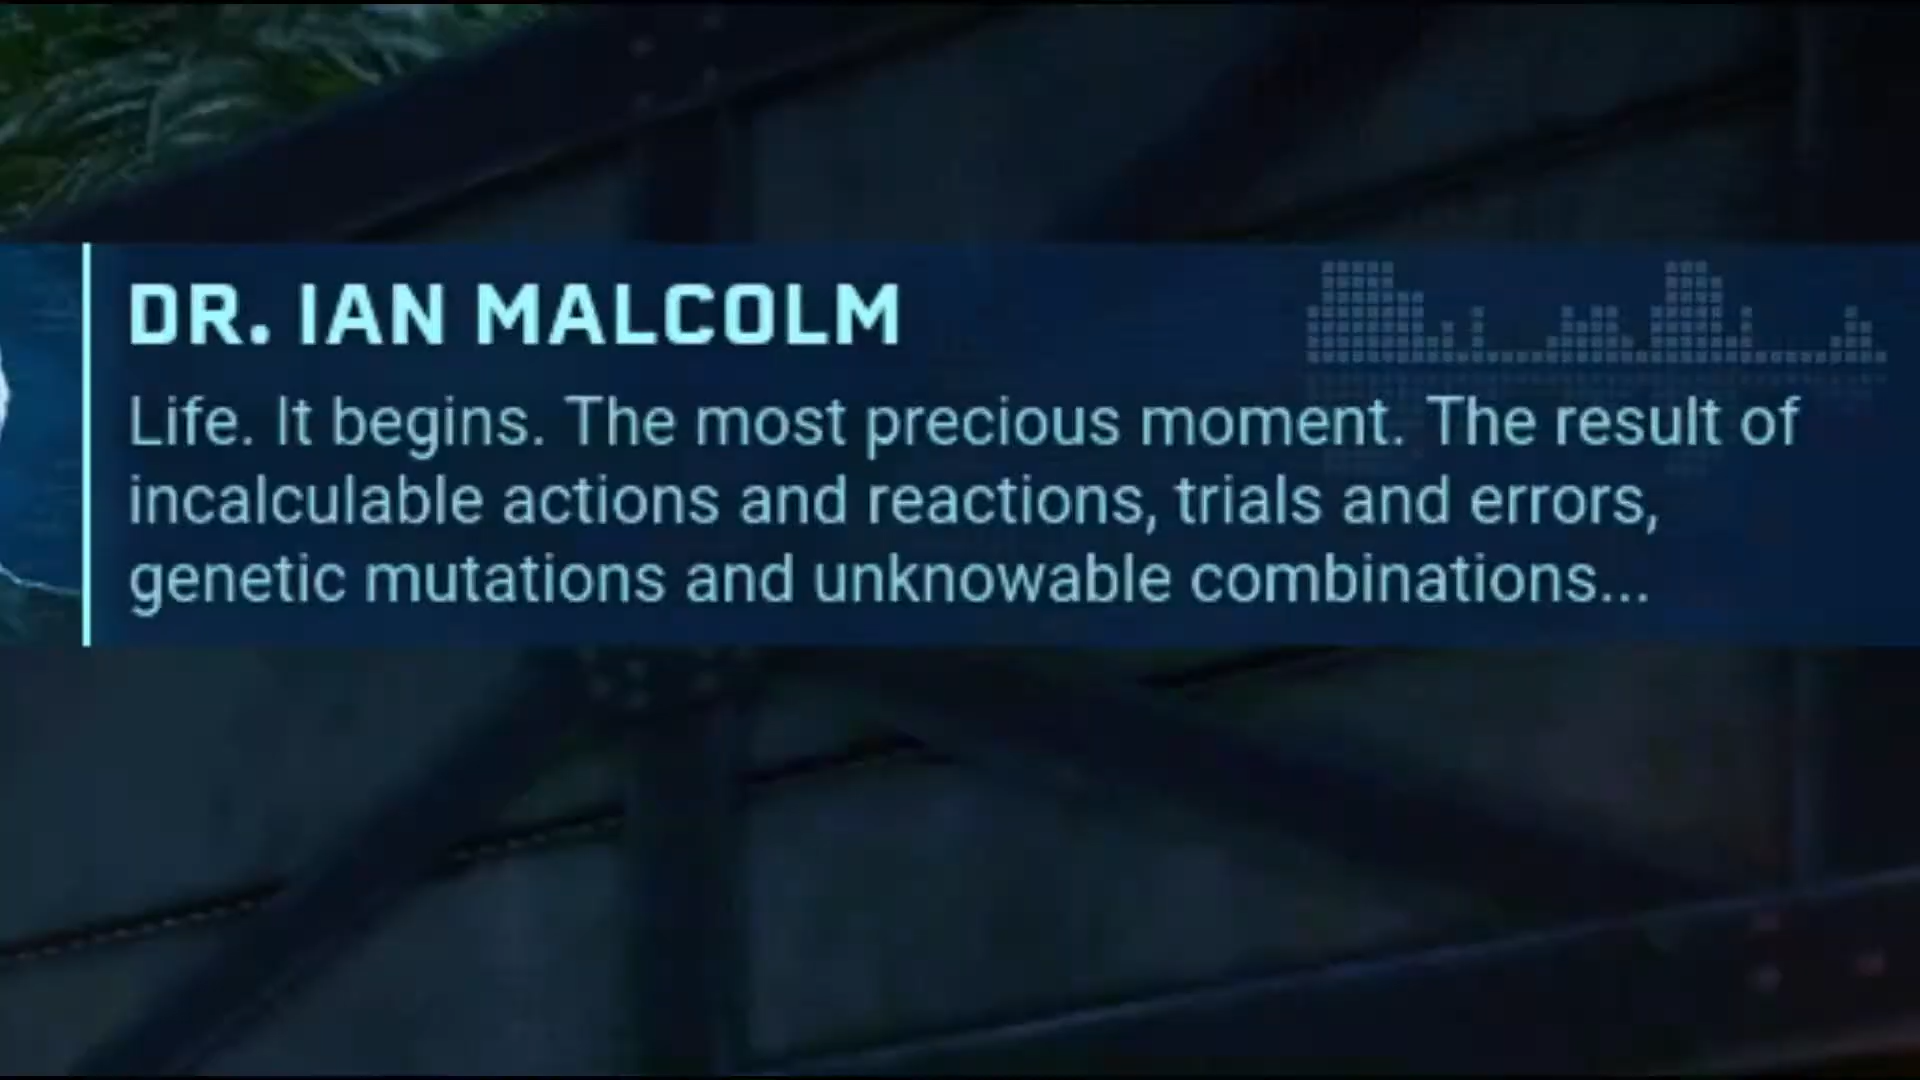 DR. IAN MALCOLM
Life. It begins. The most precious moment. The result of
incalculable actions and reactions, trials and errors,
genetic mutations and unknowable combinations...